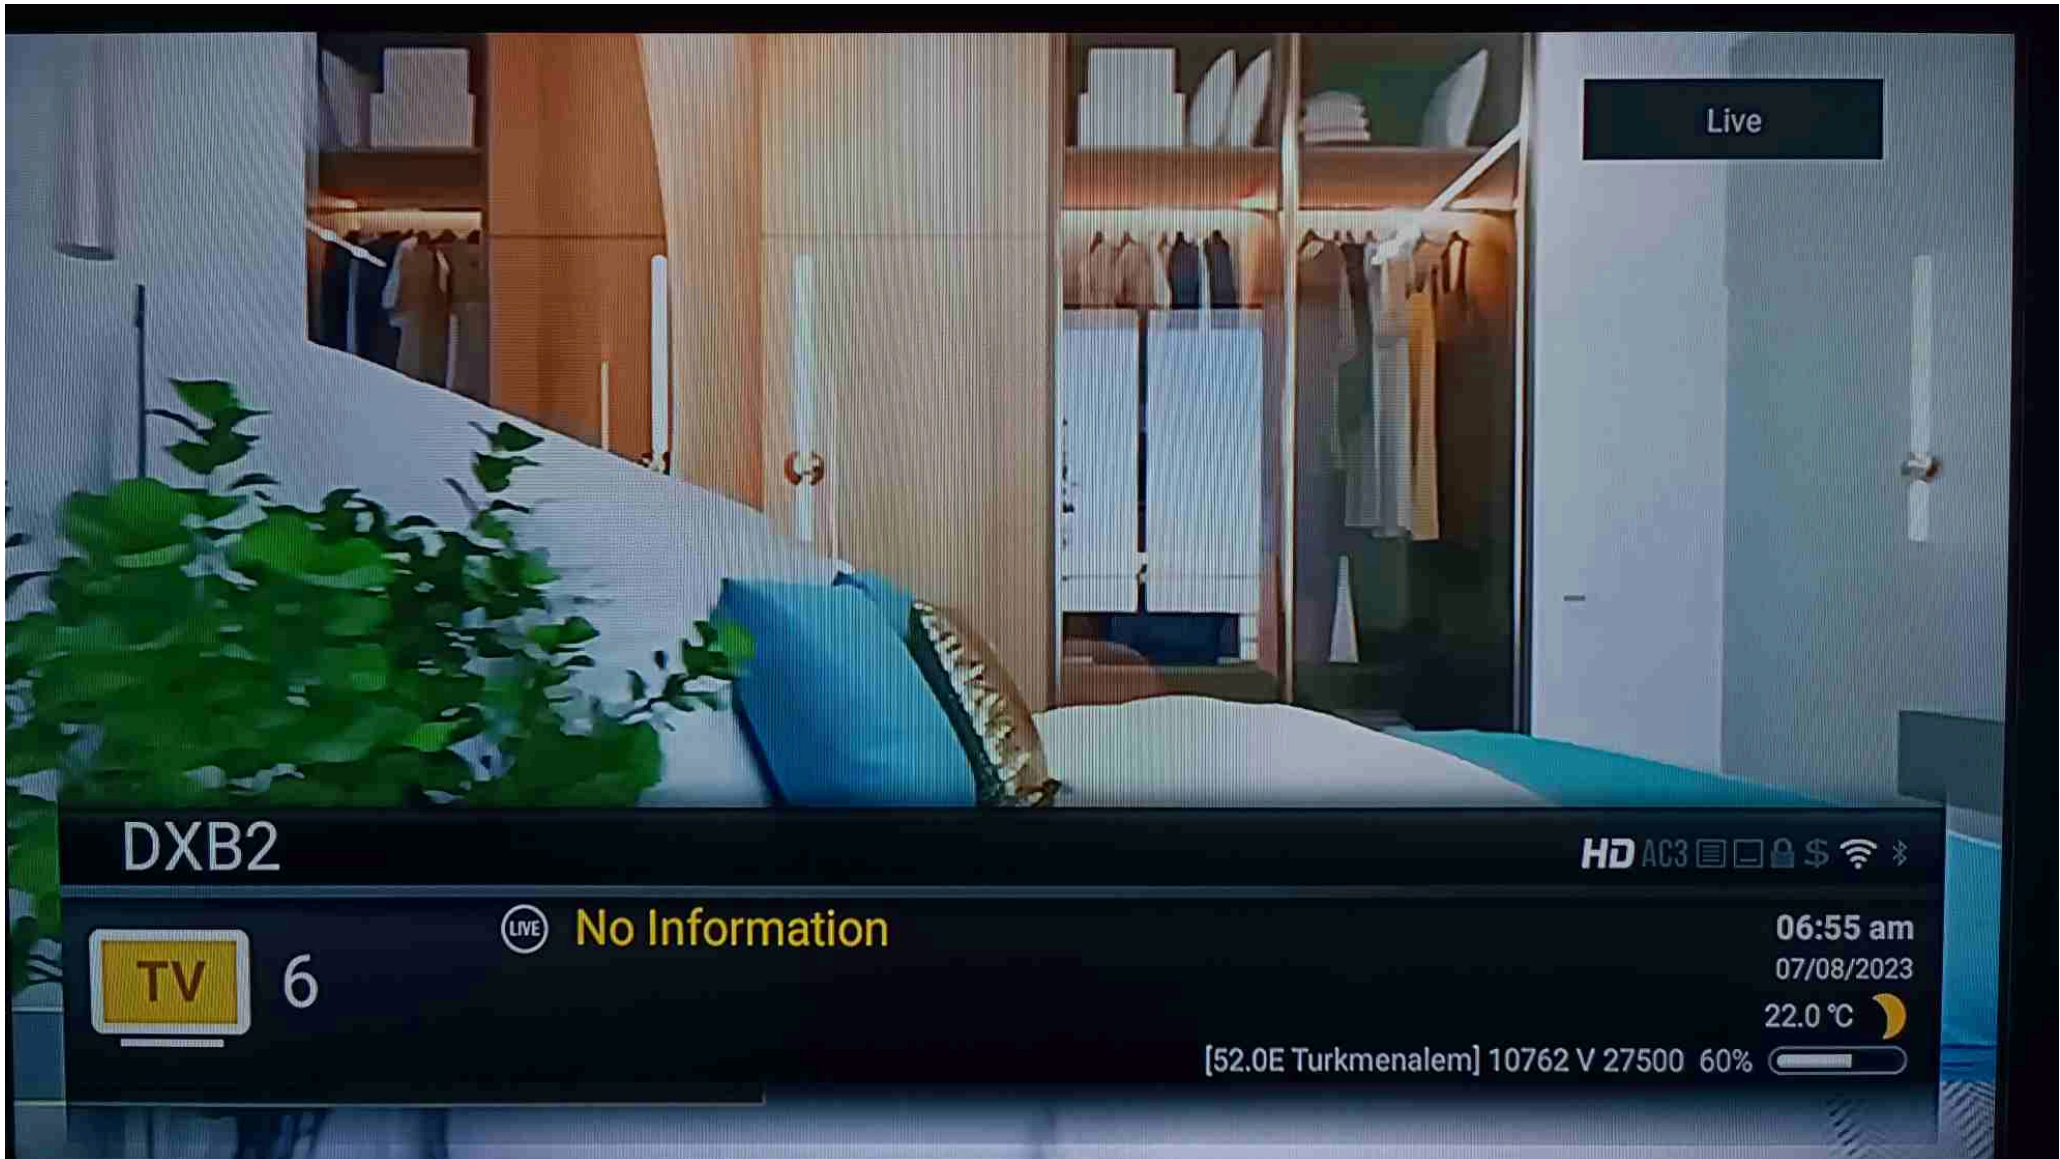 Live
DXB2
HD AC3 $
LIVE No Information
06:55 am
TV 6
07/08/2023
22.0 °C
[52.0E Turkmenalem] 10762 V 27500 60%